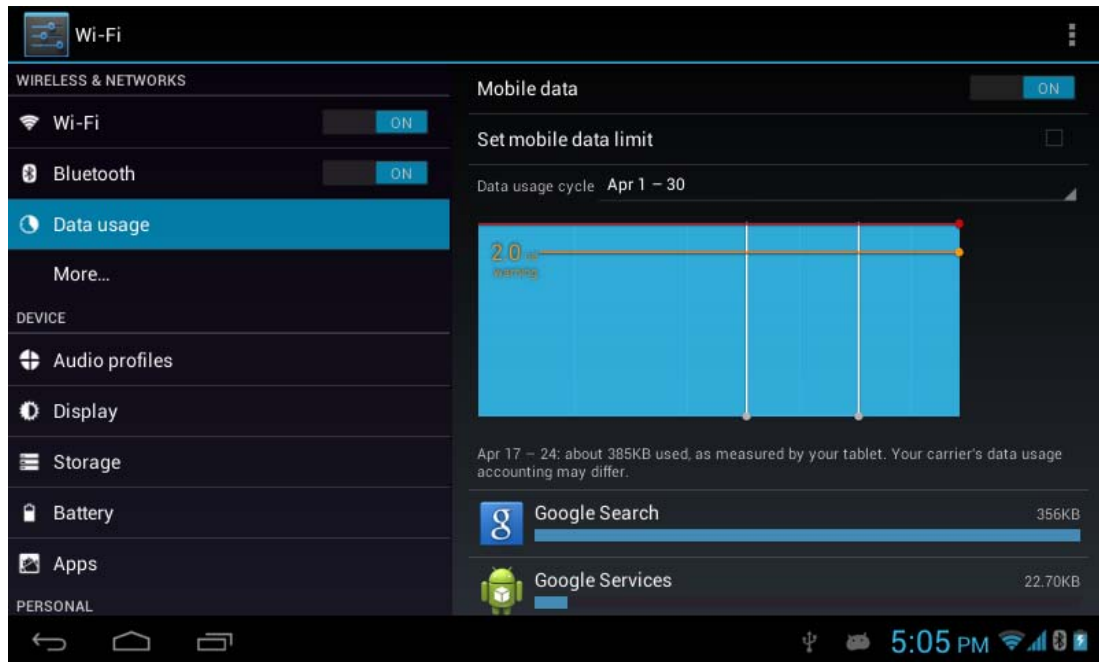 Wi-Fi
WIRELESS & NETWORKS
Wi-Fi ON
Bluetooth ON
Data usage
More...
DEVICE
Audio profiles
Display
Storage
Battery
Apps
PERSONAL
Mobile data ON
Set mobile data limit
Data usage cycle Apr 1 – 30
2.0
warning
Apr 17 – 24: about 385KB used, as measured by your tablet. Your carrier's data usage
accounting may differ.
g
Google Search 356KB
Google Services 22.70KB
5:05 PM